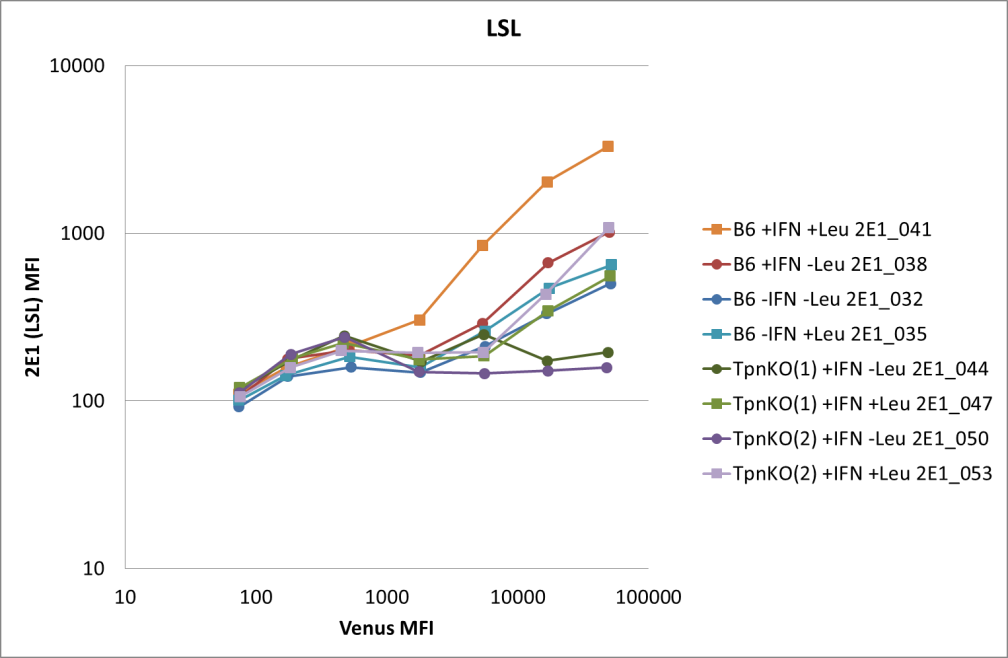 LSL
10000
1000
100
10
2E1 (LSL) MFI
10
100
1000
10000
100000
Venus MFI
B6 +IFN +Leu 2E1_041
B6 +IFN -Leu 2E1_038
B6 -IFN -Leu 2E1_032
B6 -IFN +Leu 2E1_035
TpnKO(1) +IFN -Leu 2E1_044
TpnKO(1) +IFN +Leu 2E1_047
TpnKO(2) +IFN -Leu 2E1_050
TpnKO(2) +IFN +Leu 2E1_053